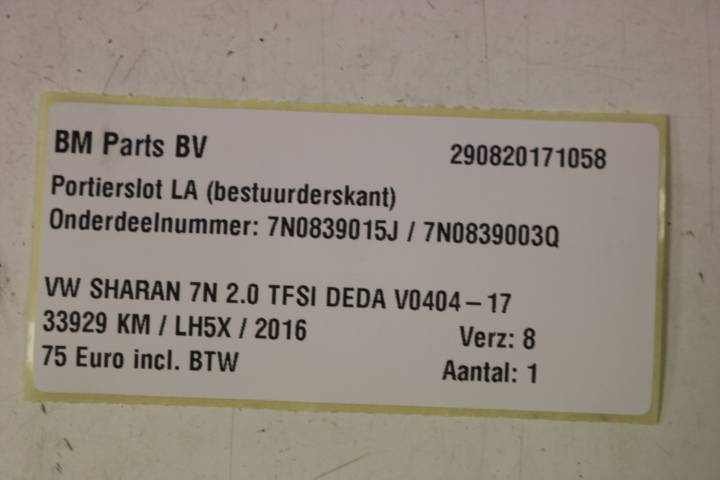 BM Parts BV 290820171058
Portierslot LA (bestuurderskant)
Onderdeelnummer: 7N0839015J / 7N0839003Q
VW SHARAN 7N 2.0 TFSI DEDA V0404-17
33929 KM / LH5X / 2016 Verz: 8
75 Euro incl. BTW Aantal: 1